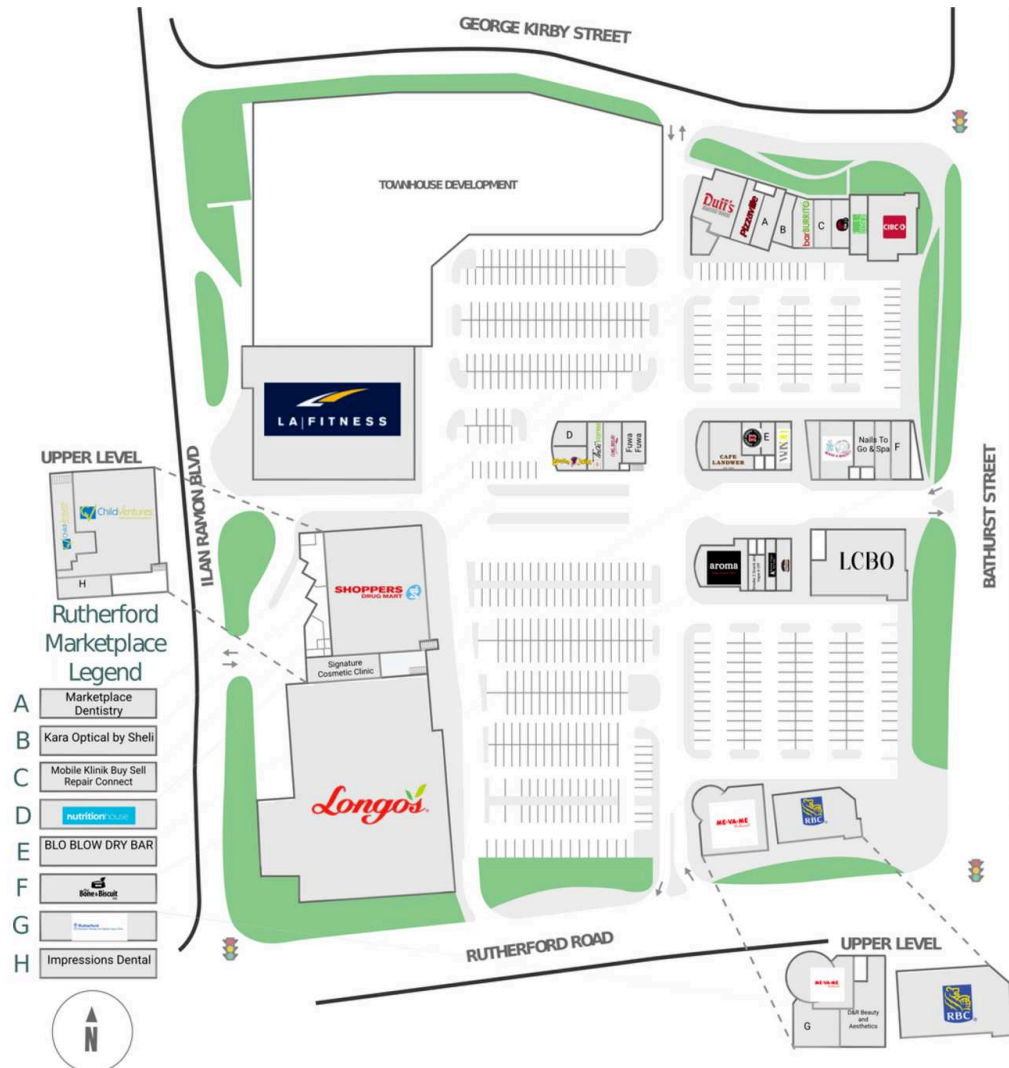 GEORGE KIRBY STREET
TOWNHOUSE DEVELOPMENT
Duff's
Pizzaville
A
B
barBURRITO
C
CIBC
LA|FITNESS
D
Fuwa
Fuwa
CAFE
LANDWER
E
Nails To
Go & Spa
F
ILAN RAMON BLVD
BATHURST STREET
UPPER LEVEL
ChildVentures
ChildVentures
H
SHOPPERS
DRUG MART
aroma
LCBO
Signature
Cosmetic Clinic
Longo's
ME·VA·ME
RBC
Rutherford
Marketplace
Legend
A Marketplace
Dentistry
B Kara Optical by Sheli
C Mobile Klinik Buy Sell
Repair Connect
D nutritionhouse
E BLO BLOW DRY BAR
F Bone & Biscuit
G Rutherford
H Impressions Dental
N
RUTHERFORD ROAD
UPPER LEVEL
ME·VA·ME
G
D&R Beauty
and
Aesthetics
RBC